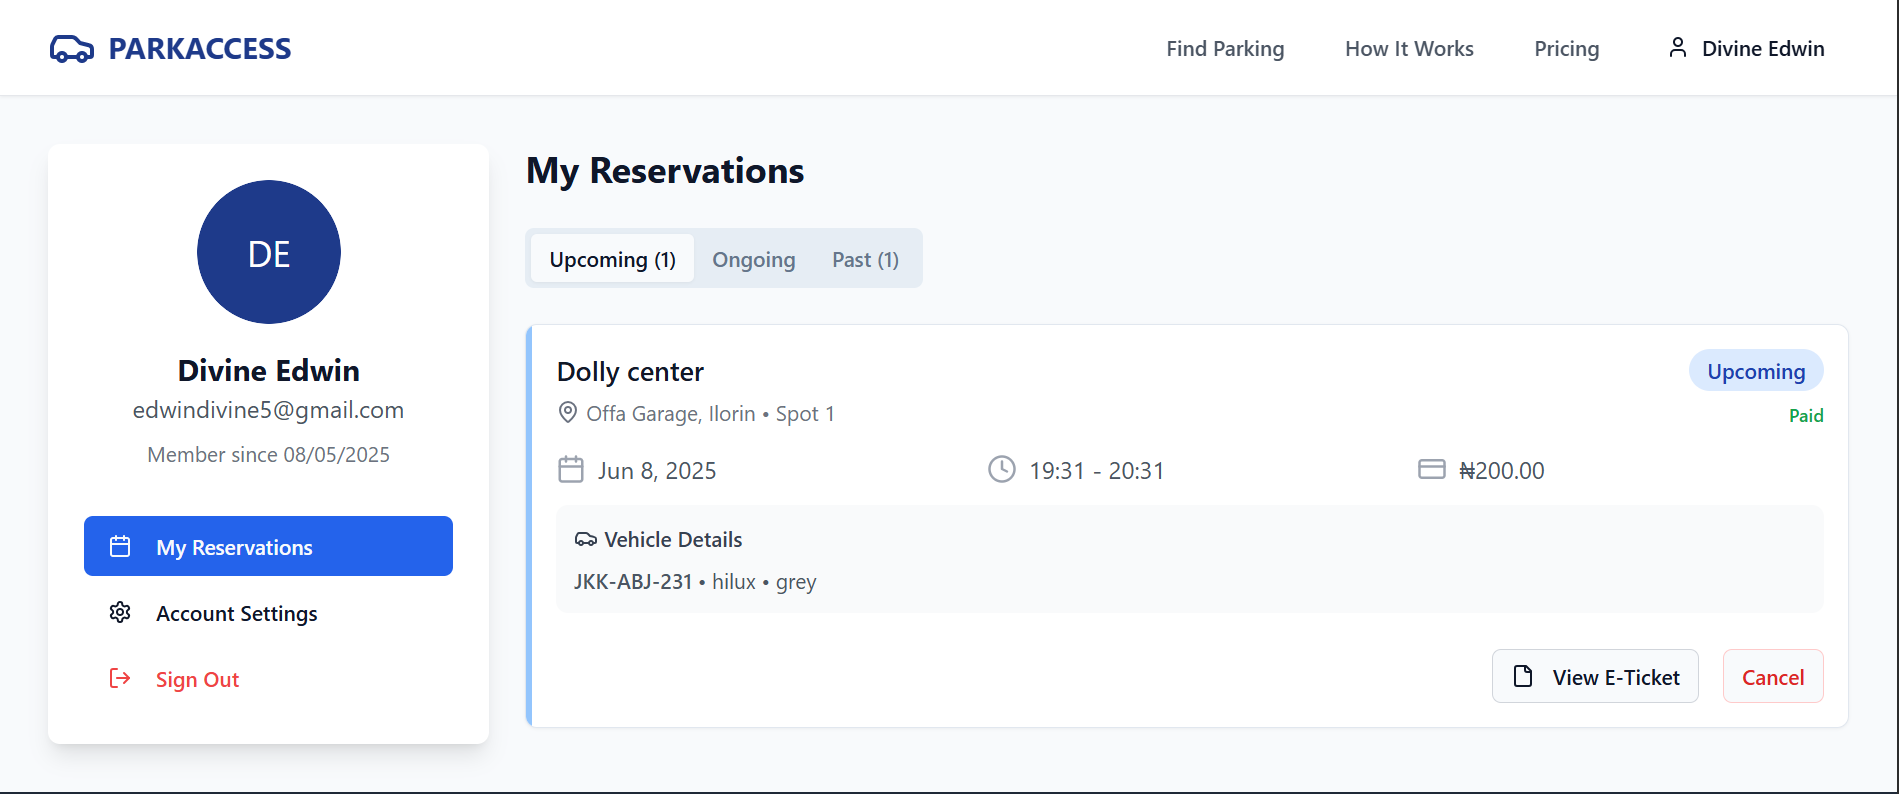 PARKACCESS
Find Parking
How It Works
Pricing
Divine Edwin
DE
Divine Edwin
edwindivine5@gmail.com
Member since 08/05/2025
My Reservations
Account Settings
Sign Out
My Reservations
Upcoming (1)
Ongoing
Past (1)
Dolly center
Upcoming
Offa Garage, Ilorin • Spot 1
Paid
Jun 8, 2025
19:31 - 20:31
₦200.00
Vehicle Details
JKK-ABJ-231 • hilux • grey
View E-Ticket
Cancel